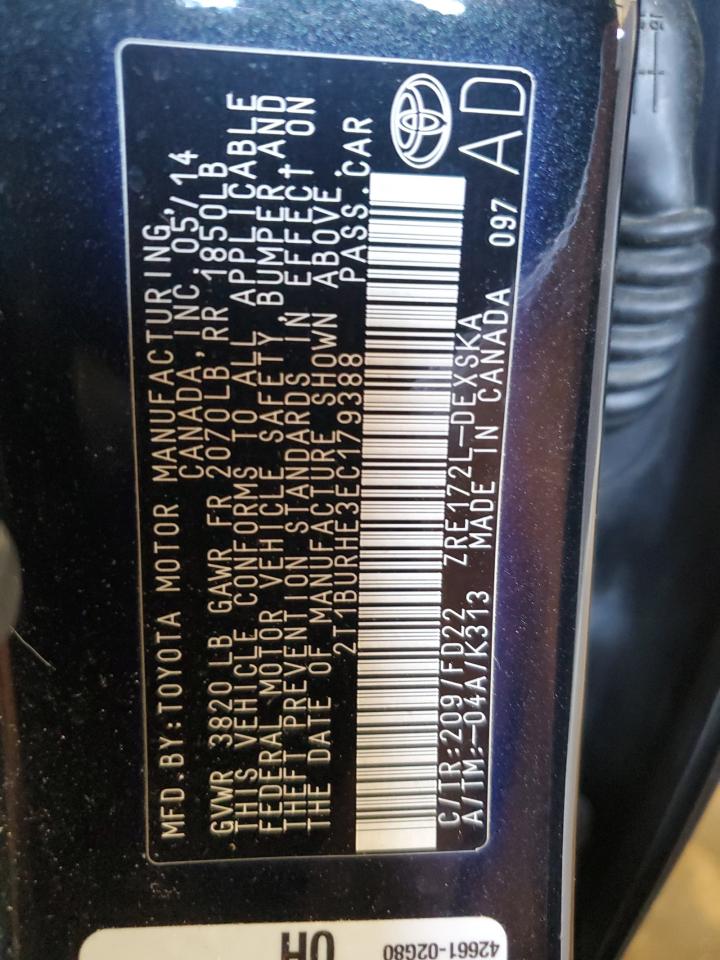 MFD.BY:TOYOTA MOTOR MANUFACTURING,
CANADA, INC. 05/14
GVWR 3820LB GAWR FR 2070LB RR 1850LB
THIS VEHICLE CONFORMS TO ALL APPLICABLE
FEDERAL MOTOR VEHICLE SAFETY, BUMPER AND
THEFT PREVENTION STANDARDS IN EFFECT ON
THE DATE OF MANUFACTURE SHOWN ABOVE.
2T1BURHE3EC179388 PASS.CAR
C/TR:209/FD22 ZRE172L-DEXSKA
A/TM:-04A/K313 MADE IN CANADA 097 AD
42661-02G80